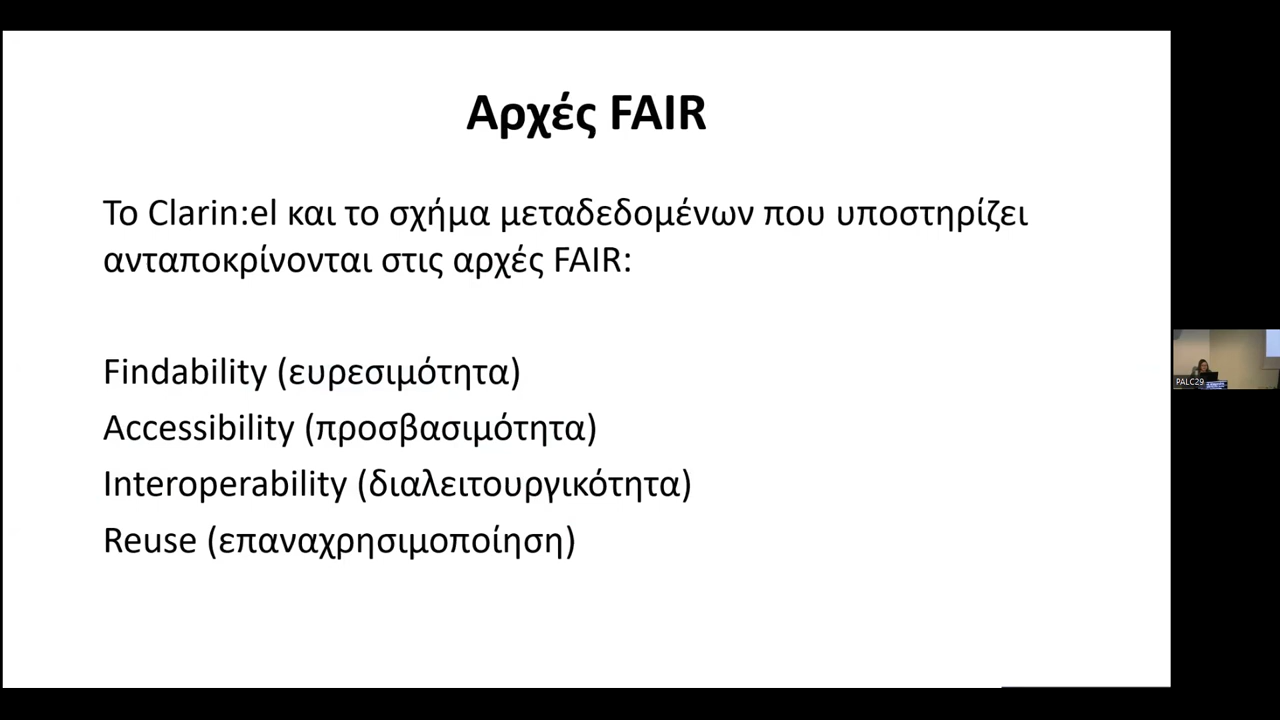 Αρχές FAIR
Το Clarin:el και το σχήμα μεταδεδομένων που υποστηρίζει
ανταποκρίνονται στις αρχές FAIR:
Findability (ευρεσιμότητα)
Accessibility (προσβασιμότητα)
Interoperability (διαλειτουργικότητα)
Reuse (επαναχρησιμοποίηση)
PALC29